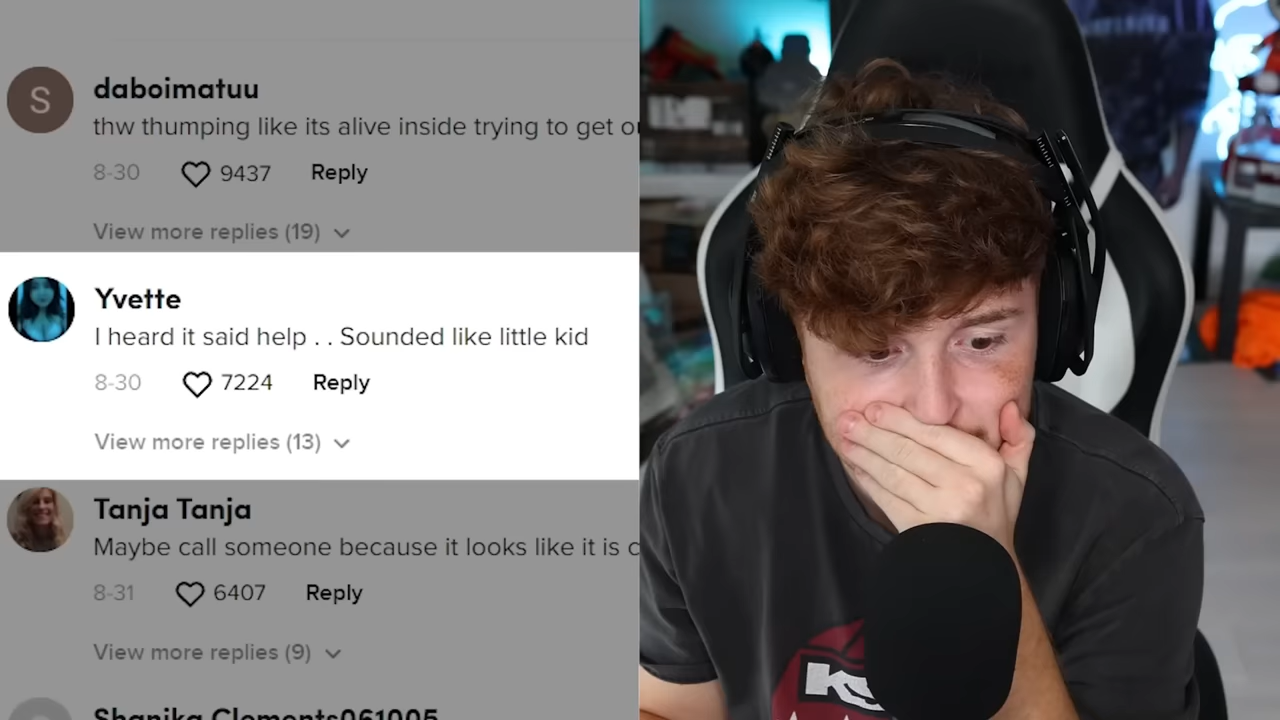 S
daboimatuu
thw thumping like its alive inside trying to get
8-30 9437 Reply
View more replies (19)
Yvette
I heard it said help . . Sounded like little kid
8-30 7224 Reply
View more replies (13)
Tanja Tanja
Maybe call someone because it looks like it is
8-31 6407 Reply
View more replies (9)
Shanika Clements061005